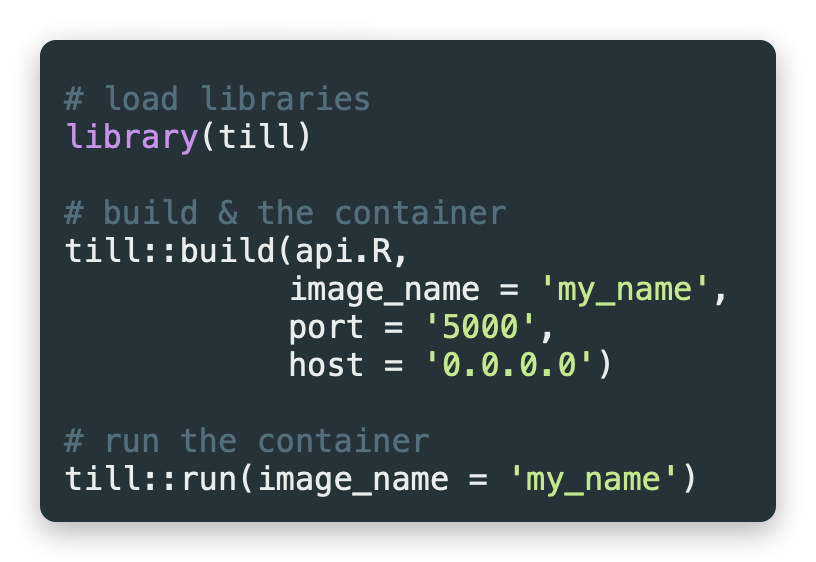 # load libraries
library(till)
# build & the container
till::build(api.R,
image_name = 'my_name',
port = '5000',
host = '0.0.0.0')
# run the container
till::run(image_name = 'my_name')